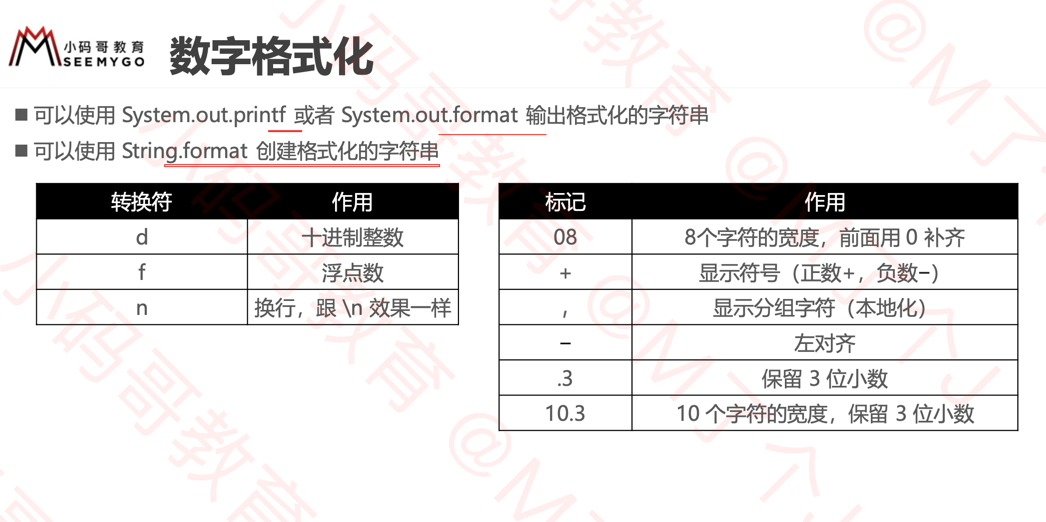 小码哥教育
SEEMYGO
数字格式化
■ 可以使用 System.out.printf 或者 System.out.format 输出格式化的字符串
■ 可以使用 String.format 创建格式化的字符串
转换符 作用
d 十进制整数
f 浮点数
n 换行，跟 \n 效果一样
标记 作用
08 8个字符的宽度，前面用 0 补齐
+ 显示符号（正数+，负数−）
, 显示分组字符（本地化）
− 左对齐
.3 保留 3 位小数
10.3 10 个字符的宽度，保留 3 位小数
小码哥教育 @M了个J